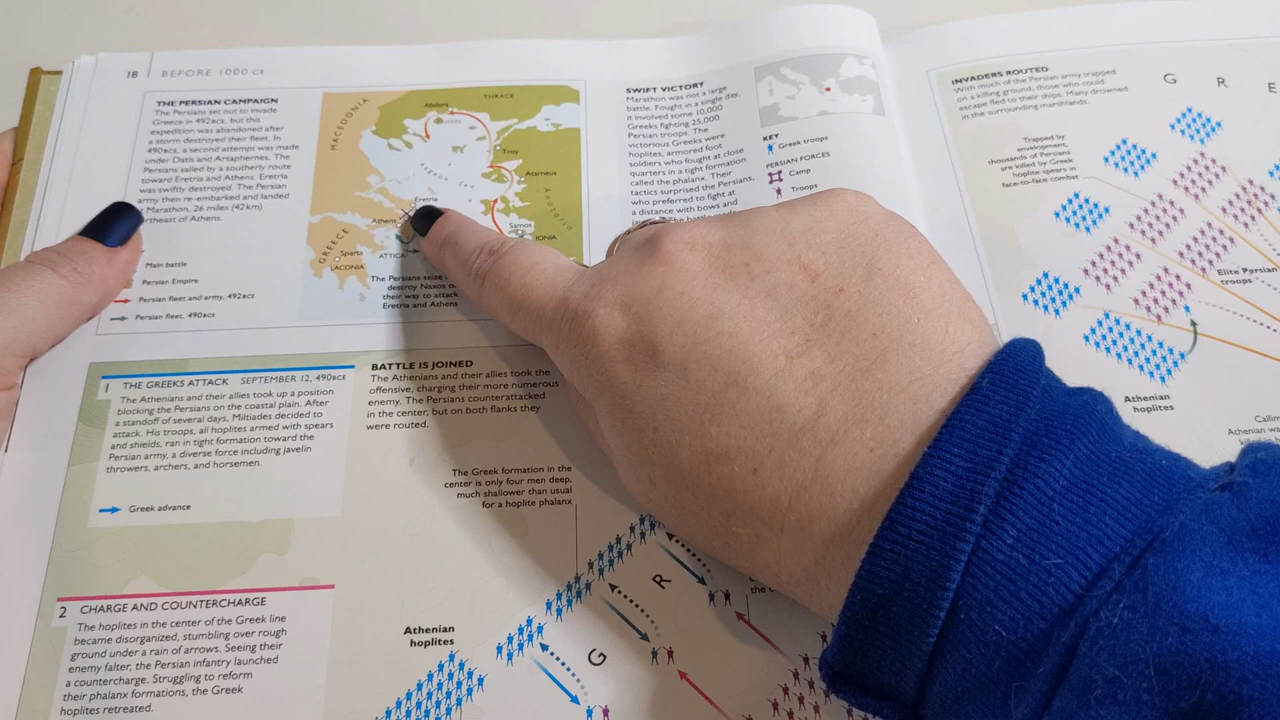 18 | BEFORE 1000 CE
THE PERSIAN CAMPAIGN
The Persians set out to invade
Greece in 492BCE, but this
expedition was abandoned after
a storm destroyed their fleet. In
490BCE, a second attempt was made
under Datis and Artaphernes. The
Persians sailed by a southerly route
toward Eretria and Athens. Eretria
was swiftly destroyed. The Persian
army then re-embarked and landed
Marathon, 26 miles (42km)
of Athens.
Main battle
Persian Empire
Persian fleet and army, 492BCE
Persian fleet, 490BCE
MACEDONIA
THRACE
Abdera
Troy
Atarneus
Aegean Sea
Anatolia
Eretria
Athens
Samos
IONIA
GREECE
Sparta
ATTICA
LACONIA
The Persians seize
destroy Naxos
their way to attack
Eretria and Athens
SWIFT VICTORY
Marathon was not a large
battle. Fought in a single day,
it involved some 10,000
Greeks fighting 25,000
Persian troops. The
victorious Greeks were
hoplites, armored foot
soldiers who fought at close
quarters in a tight formation
called the phalanx. Their
tactics surprised the Persians,
who preferred to fight at
a distance with bows and
KEY
Greek troops
PERSIAN FORCES
Camp
Troops
1 THE GREEKS ATTACK SEPTEMBER 12, 490BCE
The Athenians and their allies took up a position
blocking the Persians on the coastal plain. After
a standoff of several days, Miltiades decided to
attack. His troops, all hoplites armed with spears
and shields, ran in tight formation toward the
Persian army, a diverse force including javelin
throwers, archers, and horsemen.
Greek advance
BATTLE IS JOINED
The Athenians and their allies took the
offensive, charging their more numerous
enemy. The Persians counterattacked
in the center, but on both flanks they
were routed.
The Greek formation in the
center is only four men deep,
much shallower than usual
for a hoplite phalanx
2 CHARGE AND COUNTERCHARGE
The hoplites in the center of the Greek line
became disorganized, stumbling over rough
ground under a rain of arrows. Seeing their
enemy falter, the Persian infantry launched
a countercharge. Struggling to reform
their phalanx formations, the Greek
hoplites retreated.
Athenian
hoplites
G R
the
INVADERS ROUTED
With much of the Persian army trapped
on a killing ground, those who could
escape fled to their ships. Many drowned
in the surrounding marshlands.
G R E
Trapped by
envelopment,
thousands of Persians
are killed by Greek
hoplite spears in
face-to-face combat
Elite Persian
troops
Athenian
hoplites
Athenian